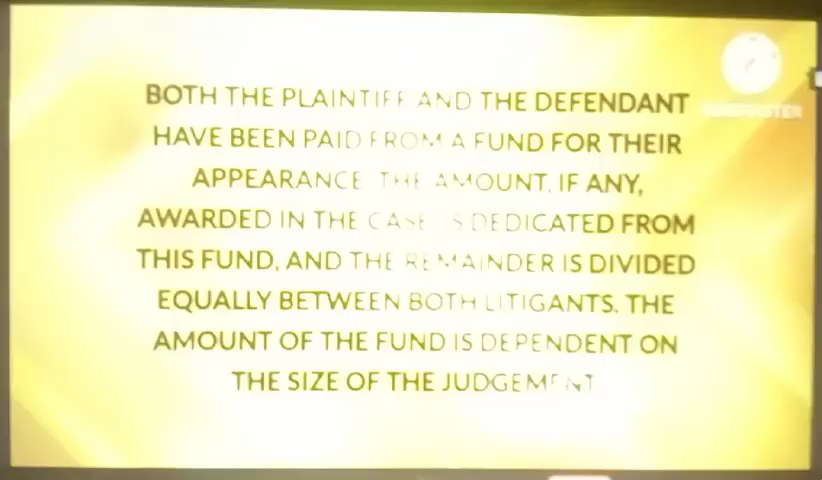 BOTH THE PLAINTIFF AND THE DEFENDANT
HAVE BEEN PAID FROM A FUND FOR THEIR
APPEARANCE. THE AMOUNT, IF ANY,
AWARDED IN THE CASE IS DEDICATED FROM
THIS FUND, AND THE REMAINDER IS DIVIDED
EQUALLY BETWEEN BOTH LITIGANTS. THE
AMOUNT OF THE FUND IS DEPENDENT ON
THE SIZE OF THE JUDGEMENT